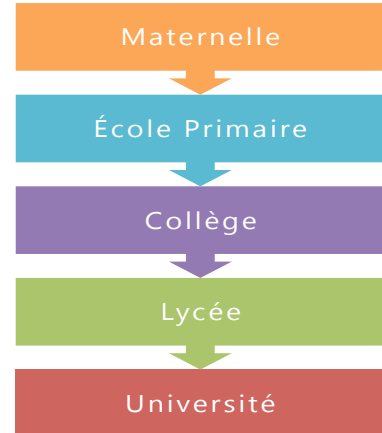 Maternelle
École Primaire
Collège
Lycée
Université